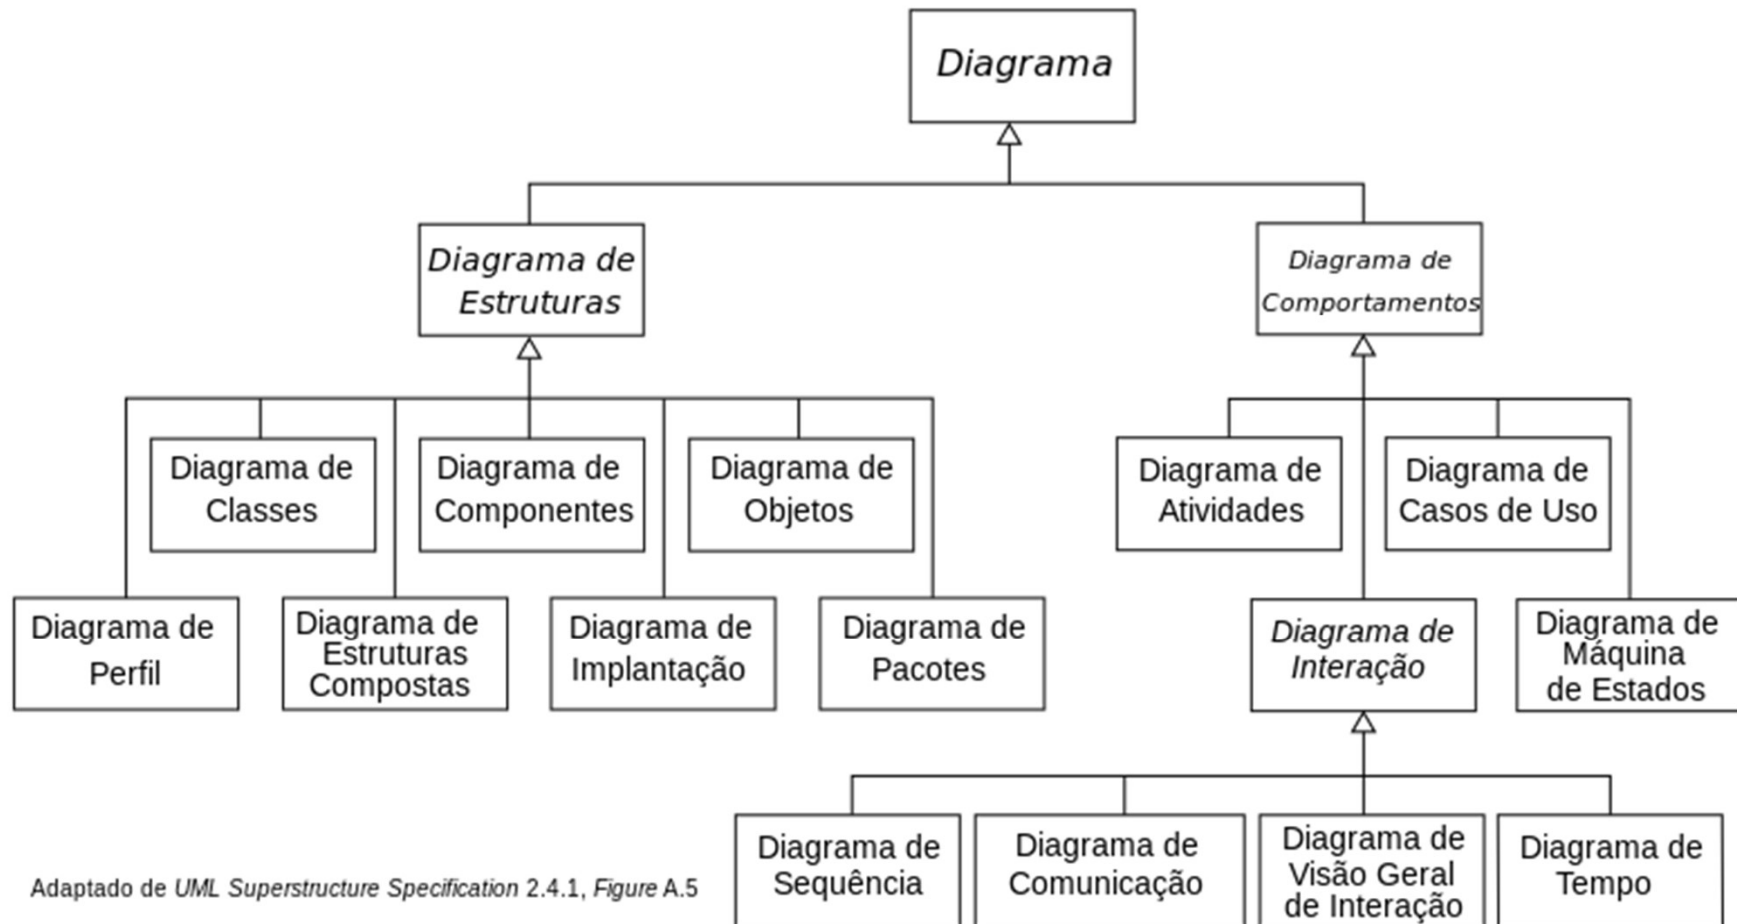 Diagrama
Diagrama de
Estruturas
Diagrama de
Comportamentos
Diagrama de
Classes
Diagrama de
Componentes
Diagrama de
Objetos
Diagrama de
Atividades
Diagrama de
Casos de Uso
Diagrama de
Perfil
Diagrama de
Estruturas
Compostas
Diagrama de
Implantação
Diagrama de
Pacotes
Diagrama de
Interação
Diagrama de
Máquina
de Estados
Diagrama de
Sequência
Diagrama de
Comunicação
Diagrama de
Visão Geral
de Interação
Diagrama de
Tempo
Adaptado de UML Superstructure Specification 2.4.1, Figure A.5